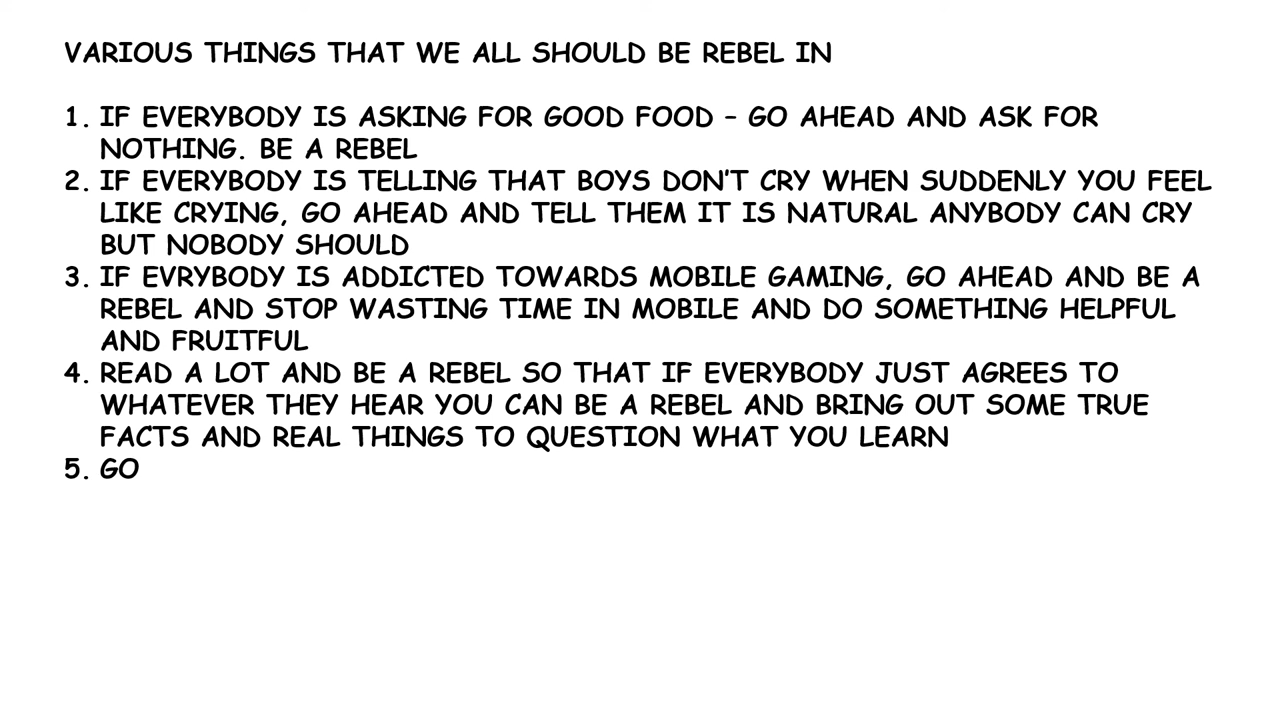 VARIOUS THINGS THAT WE ALL SHOULD BE REBEL IN
1. IF EVERYBODY IS ASKING FOR GOOD FOOD – GO AHEAD AND ASK FOR
NOTHING. BE A REBEL
2. IF EVERYBODY IS TELLING THAT BOYS DON'T CRY WHEN SUDDENLY YOU FEEL
LIKE CRYING, GO AHEAD AND TELL THEM IT IS NATURAL ANYBODY CAN CRY
BUT NOBODY SHOULD
3. IF EVRYBODY IS ADDICTED TOWARDS MOBILE GAMING, GO AHEAD AND BE A
REBEL AND STOP WASTING TIME IN MOBILE AND DO SOMETHING HELPFUL
AND FRUITFUL
4. READ A LOT AND BE A REBEL SO THAT IF EVERYBODY JUST AGREES TO
WHATEVER THEY HEAR YOU CAN BE A REBEL AND BRING OUT SOME TRUE
FACTS AND REAL THINGS TO QUESTION WHAT YOU LEARN
5. GO